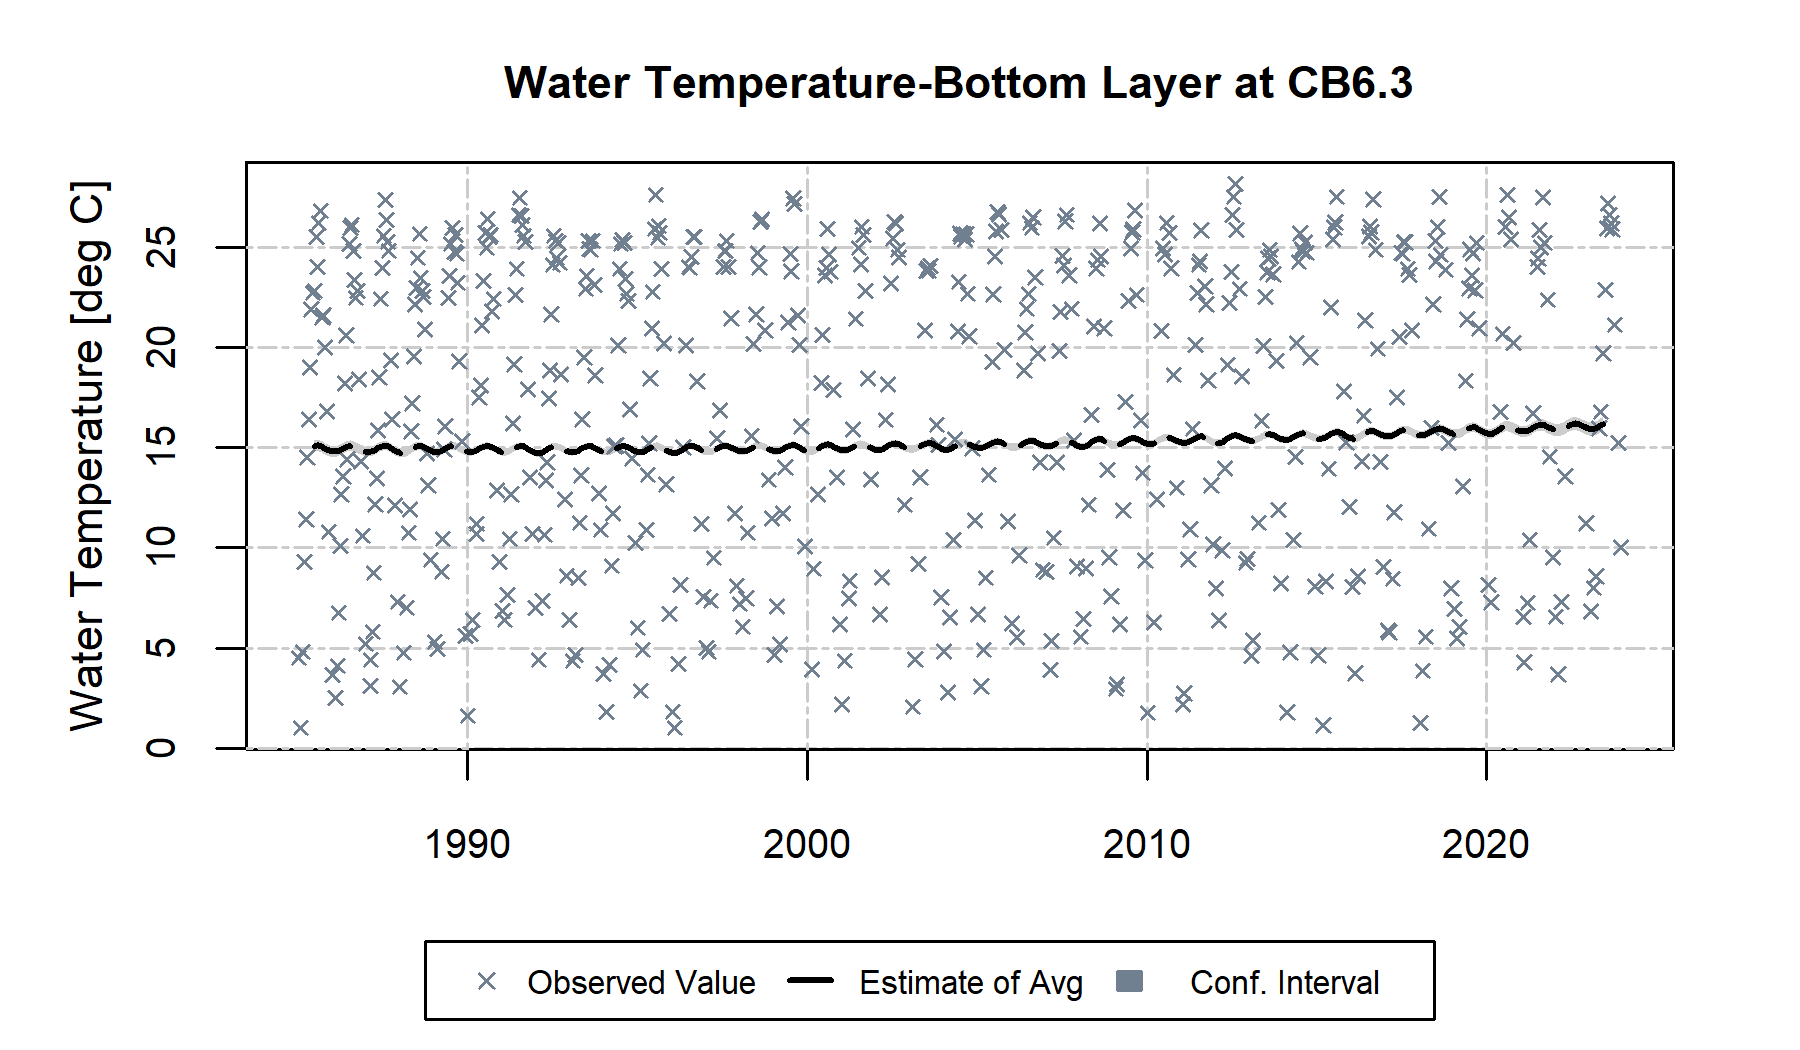 Water Temperature-Bottom Layer at CB6.3
Water Temperature [deg C]
25
20
15
10
5
0
1990 2000 2010 2020
Observed Value Estimate of Avg Conf. Interval